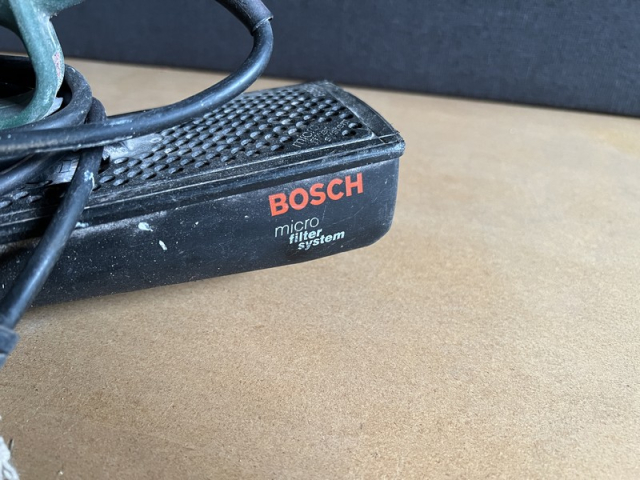 BOSCH
micro
filter
system